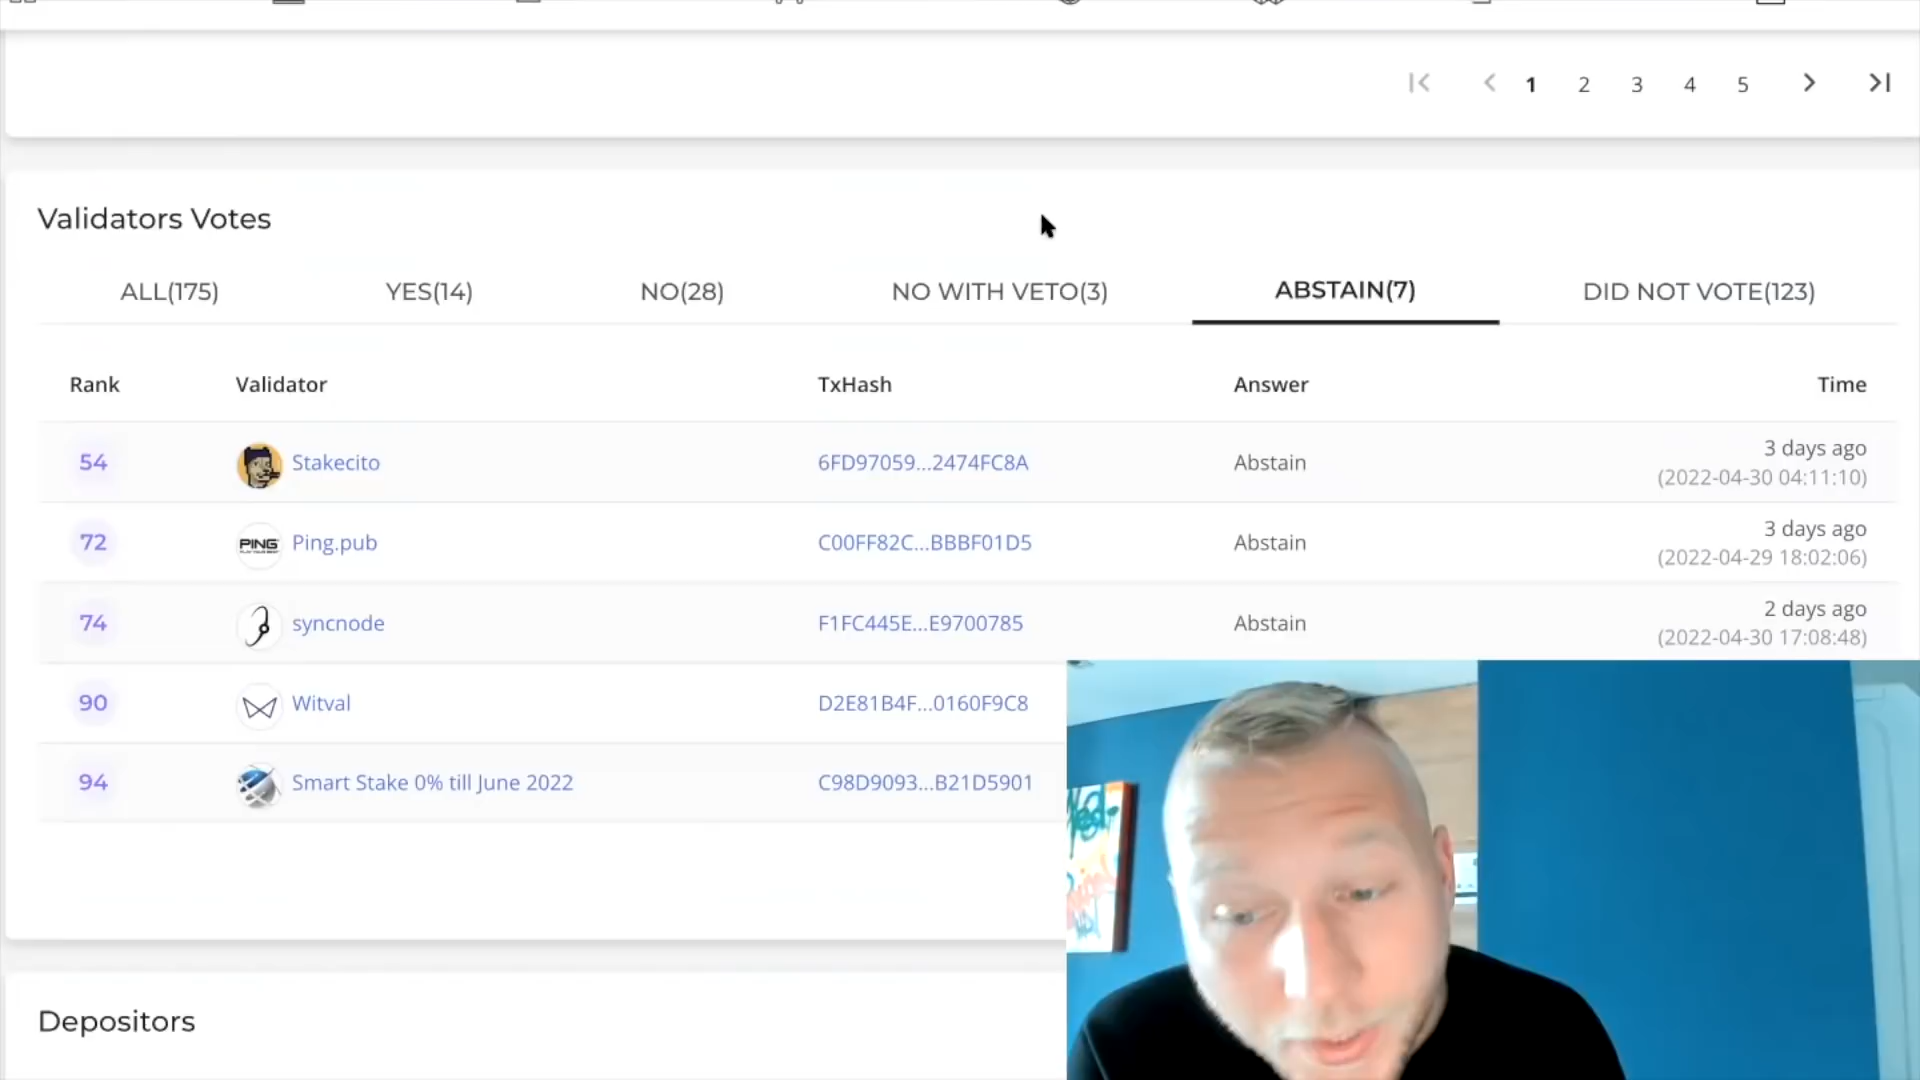 1 2 3 4 5
Validators Votes
ALL(175) YES(14) NO(28) NO WITH VETO(3) ABSTAIN(7) DID NOT VOTE(123)
Rank Validator TxHash Answer Time
54 Stakecito 6FD97059...2474FC8A Abstain 3 days ago
(2022-04-30 04:11:10)
72 PING Ping.pub C00FF82C...BBBF01D5 Abstain 3 days ago
(2022-04-29 18:02:06)
74 syncnode F1FC445E...E9700785 Abstain 2 days ago
(2022-04-30 17:08:48)
90 Witval D2E81B4F...0160F9C8
94 Smart Stake 0% till June 2022 C98D9093...B21D5901
Depositors